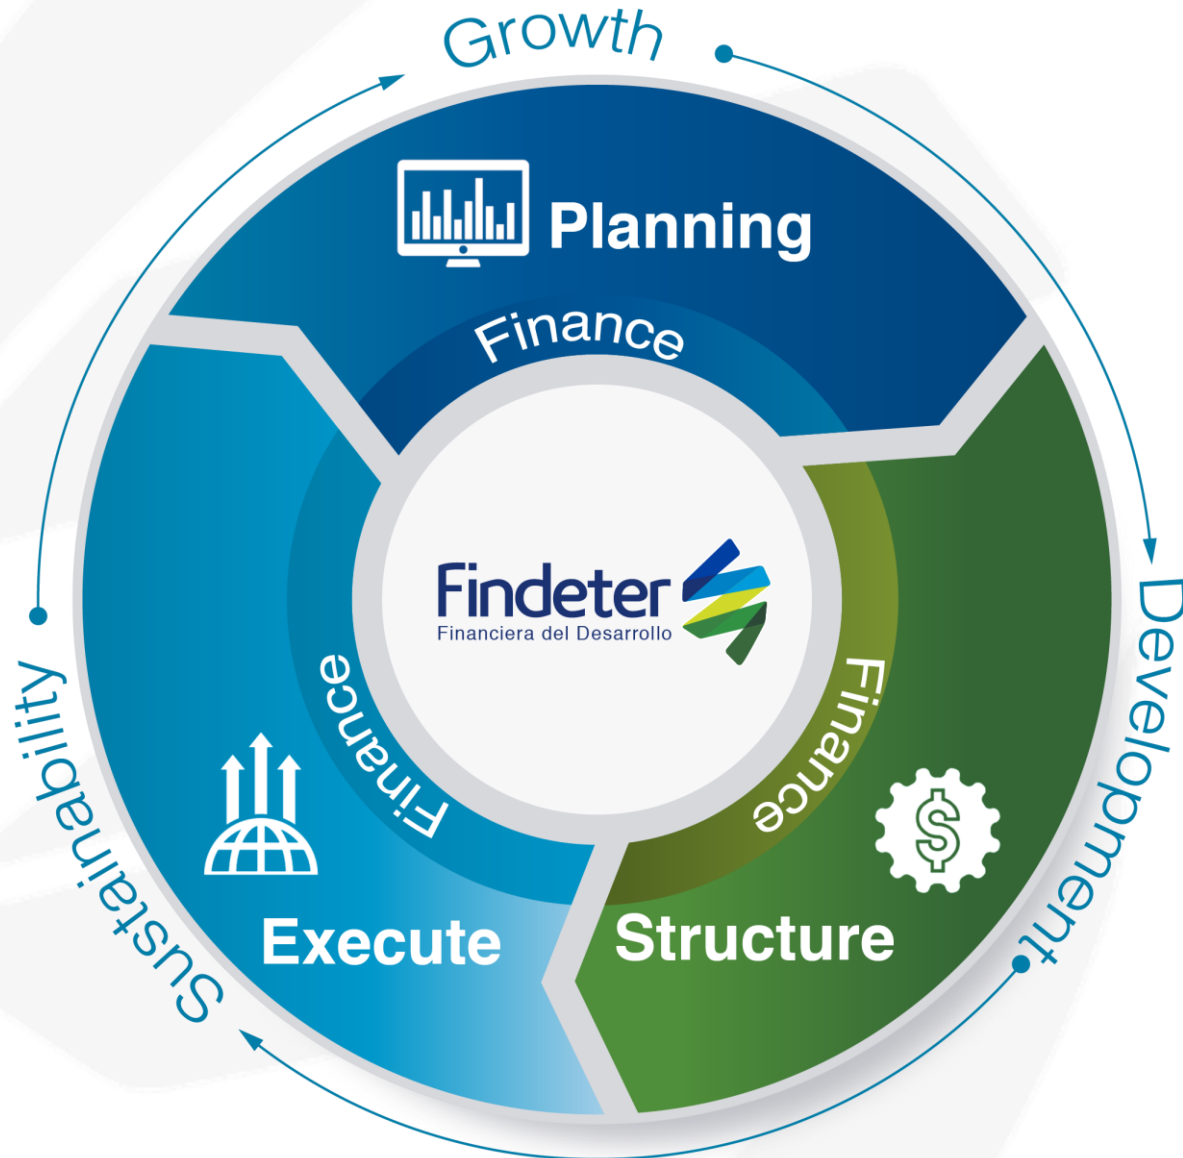 Growth
Planning
Finance
Findeter
Financiera del Desarrollo
Development
Finance
Structure
Sustainability
Finance
Execute